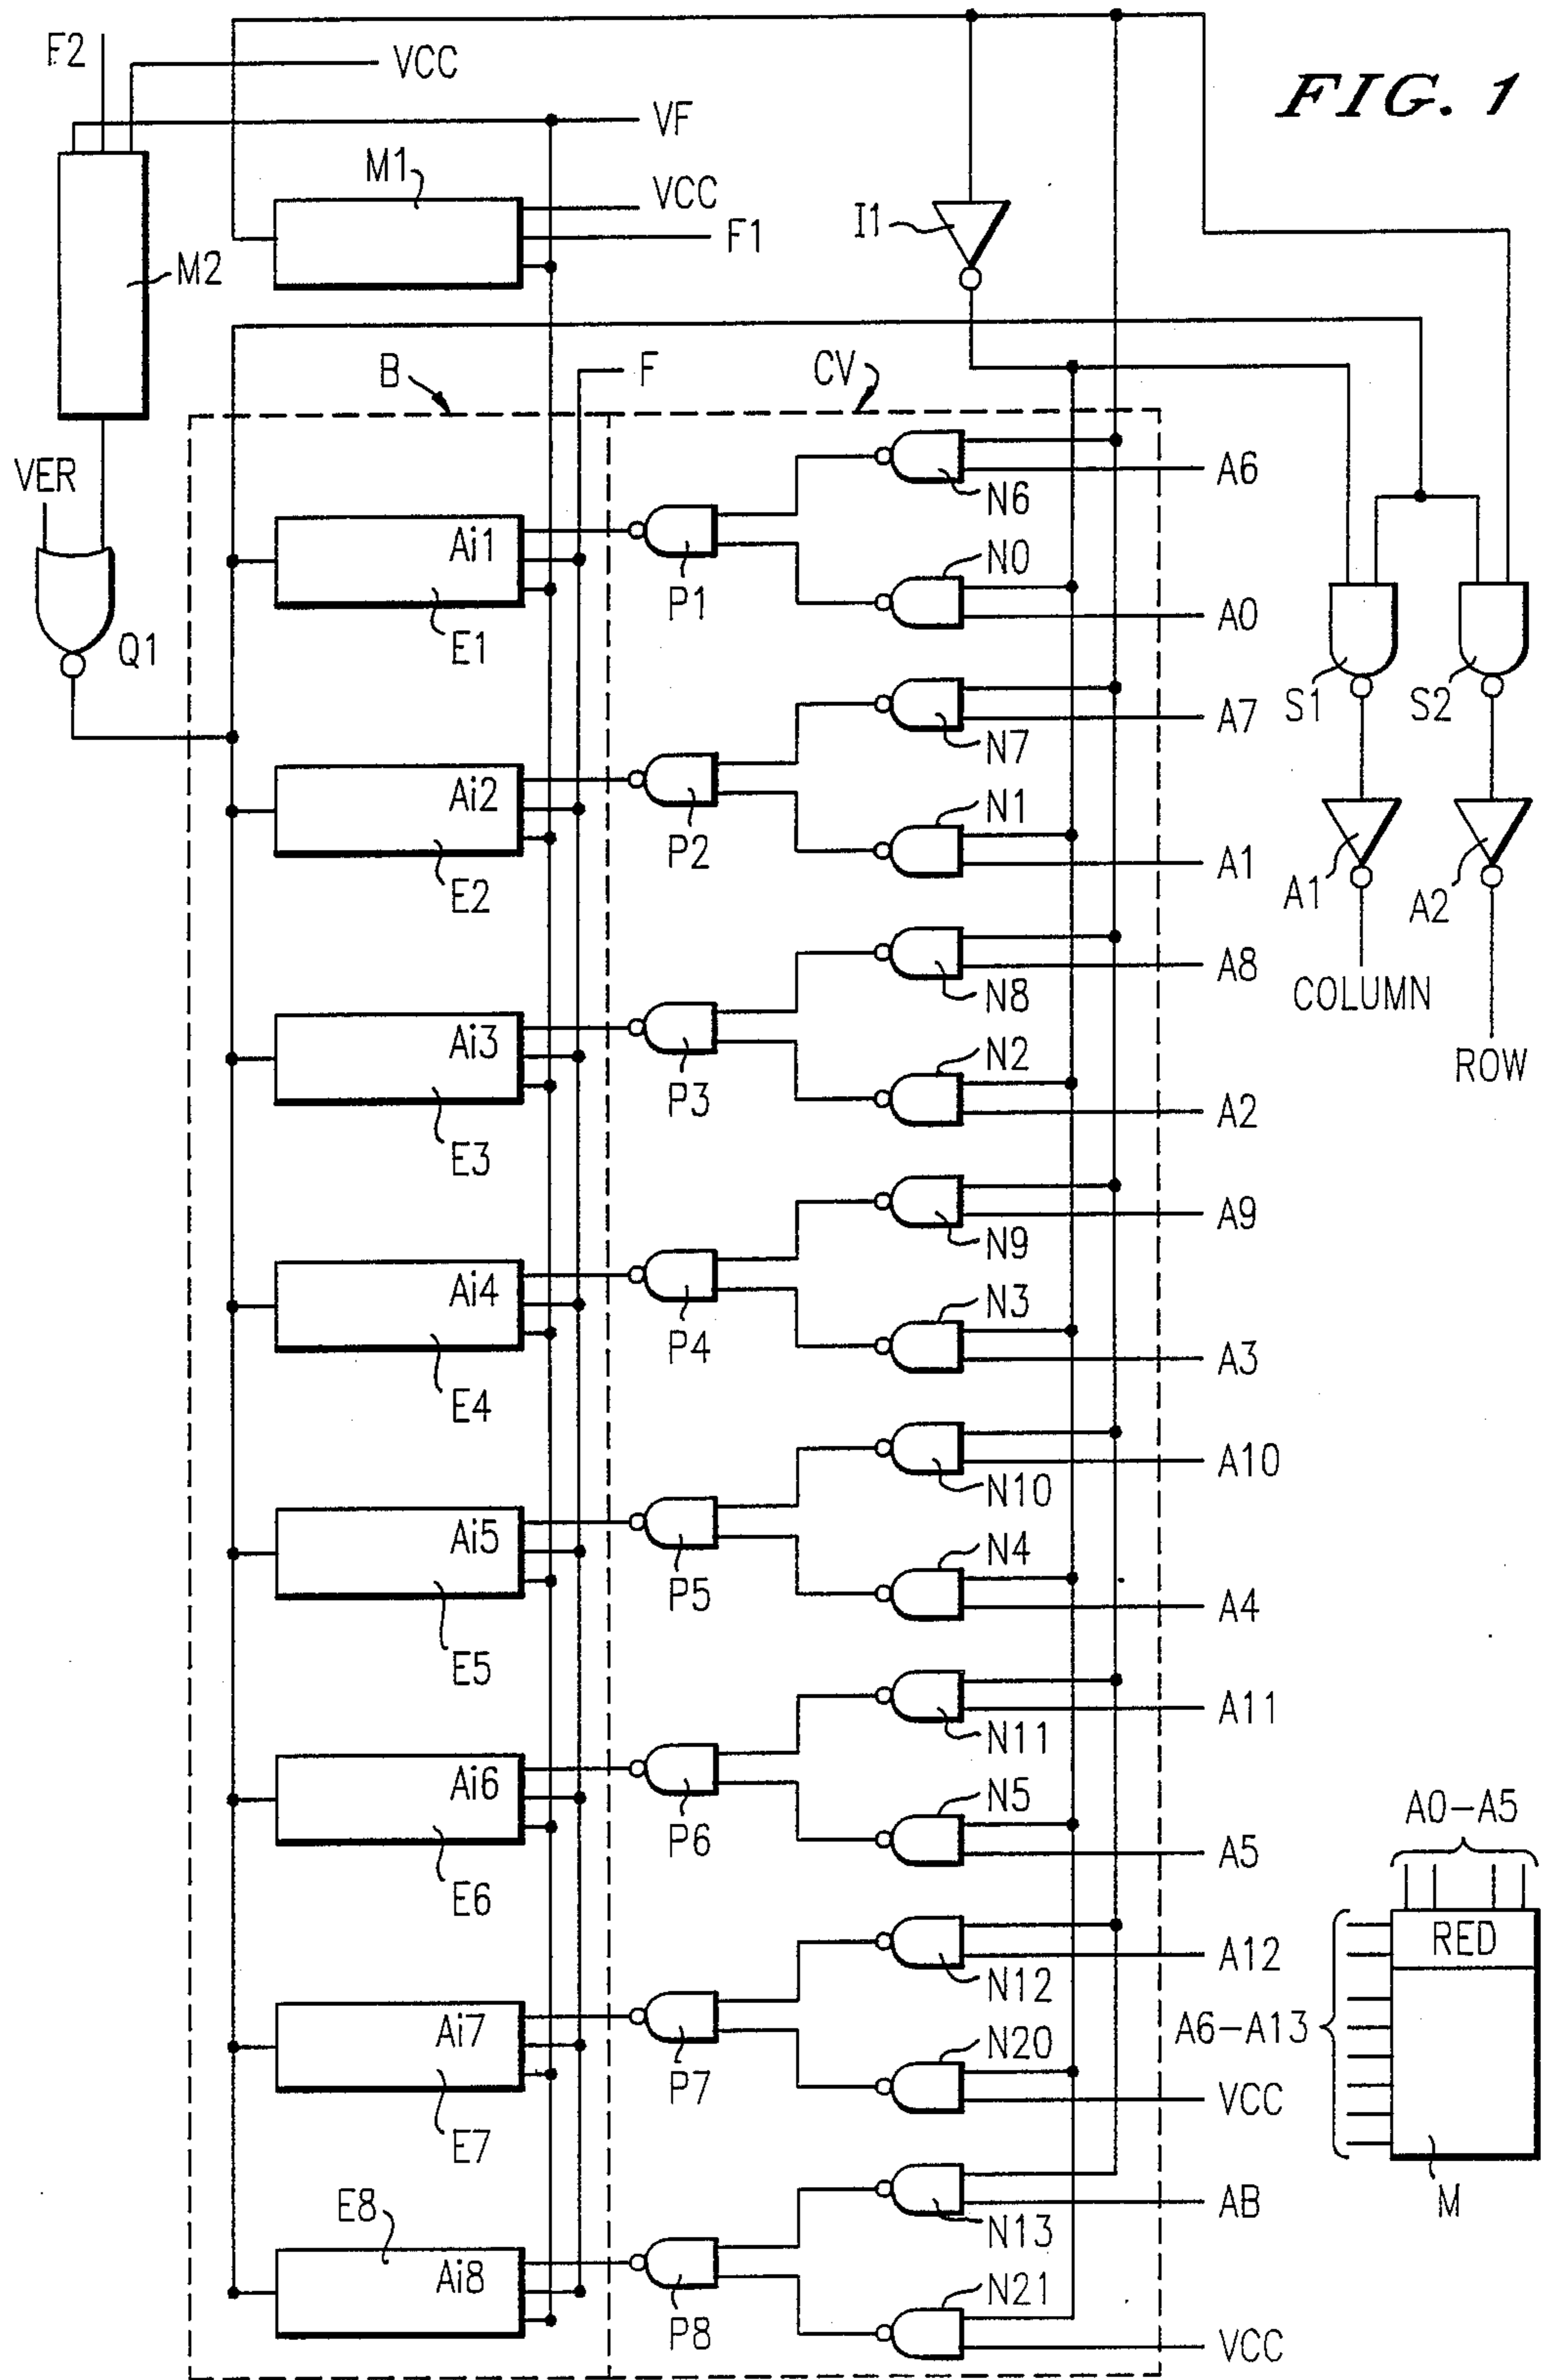 FIG. 1
F2
VCC
VF
M1
VCC
F1
I1
M2
B
F
CV
VER
A6
N6
Ai1
N0
P1
A0
E1
Q1
S1
S2
A7
N7
Ai2
N1
P2
A1
E2
A1
A2
A8
N8
COLUMN
Ai3
N2
ROW
P3
A2
E3
A9
N9
Ai4
N3
P4
A3
E4
A10
N10
Ai5
N4
P5
A4
E5
A11
N11
Ai6
N5
A0-A5
P6
A5
E6
RED
A12
N12
A6-A13
Ai7
N20
P7
VCC
E7
M
AB
E8
N13
Ai8
N21
P8
VCC